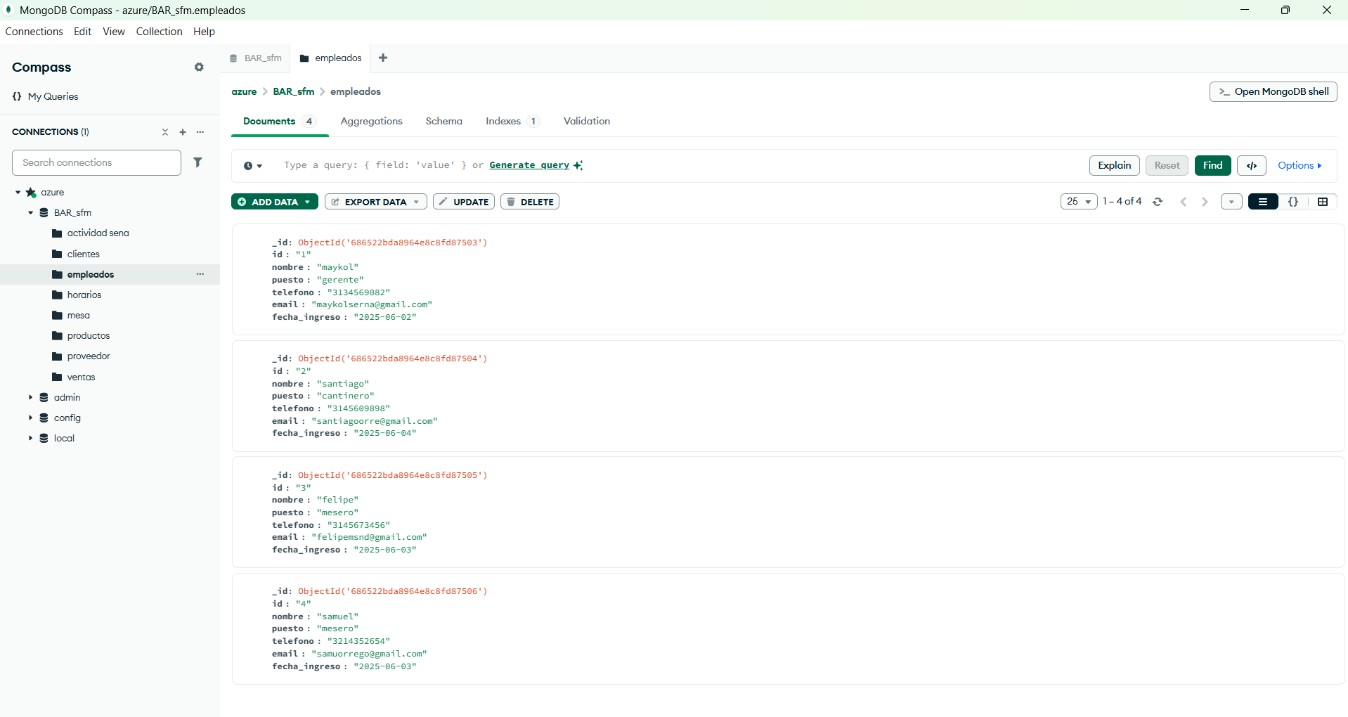 MongoDB Compass - azure/BAR_sfm.empleados
Connections Edit View Collection Help
Compass
{} My Queries
CONNECTIONS (1)
Search connections
azure
BAR_sfm
actividad sena
clientes
empleados
horarios
mesa
productos
proveedor
ventas
admin
config
local
BAR_sfm empleados
azure > BAR_sfm > empleados
>_ Open MongoDB shell
Documents 4 Aggregations Schema Indexes 1 Validation
Type a query: { field: 'value' } or Generate query
Explain Reset Find </> Options
ADD DATA EXPORT DATA UPDATE DELETE
25 1 – 4 of 4 {}
_id: ObjectId('686522bda8964e8c8fd87503')
id : "1"
nombre : "maykol"
puesto : "gerente"
telefono : "3134569082"
email : "maykolserna@gmail.com"
fecha_ingreso : "2025-06-02"
_id: ObjectId('686522bda8964e8c8fd87504')
id : "2"
nombre : "santiago"
puesto : "cantinero"
telefono : "3145609898"
email : "santiagoorre@gmail.com"
fecha_ingreso : "2025-06-04"
_id: ObjectId('686522bda8964e8c8fd87505')
id : "3"
nombre : "felipe"
puesto : "mesero"
telefono : "3145673456"
email : "felipemsnd@gmail.com"
fecha_ingreso : "2025-06-03"
_id: ObjectId('686522bda8964e8c8fd87506')
id : "4"
nombre : "samuel"
puesto : "mesero"
telefono : "3214352654"
email : "samuorrego@gmail.com"
fecha_ingreso : "2025-06-03"